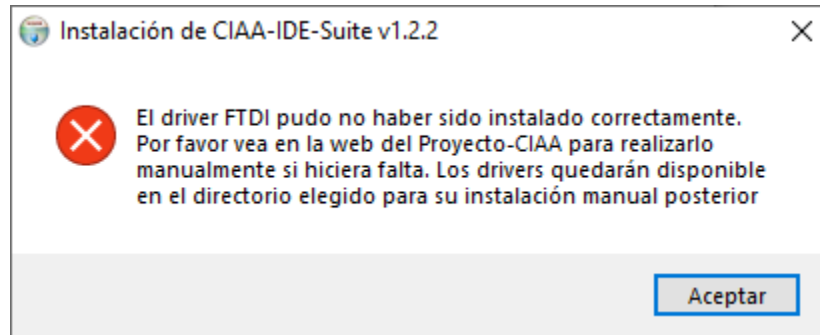 Instalación de CIAA-IDE-Suite v1.2.2
El driver FTDI pudo no haber sido instalado correctamente.
Por favor vea en la web del Proyecto-CIAA para realizarlo
manualmente si hiciera falta. Los drivers quedarán disponible
en el directorio elegido para su instalación manual posterior
Aceptar